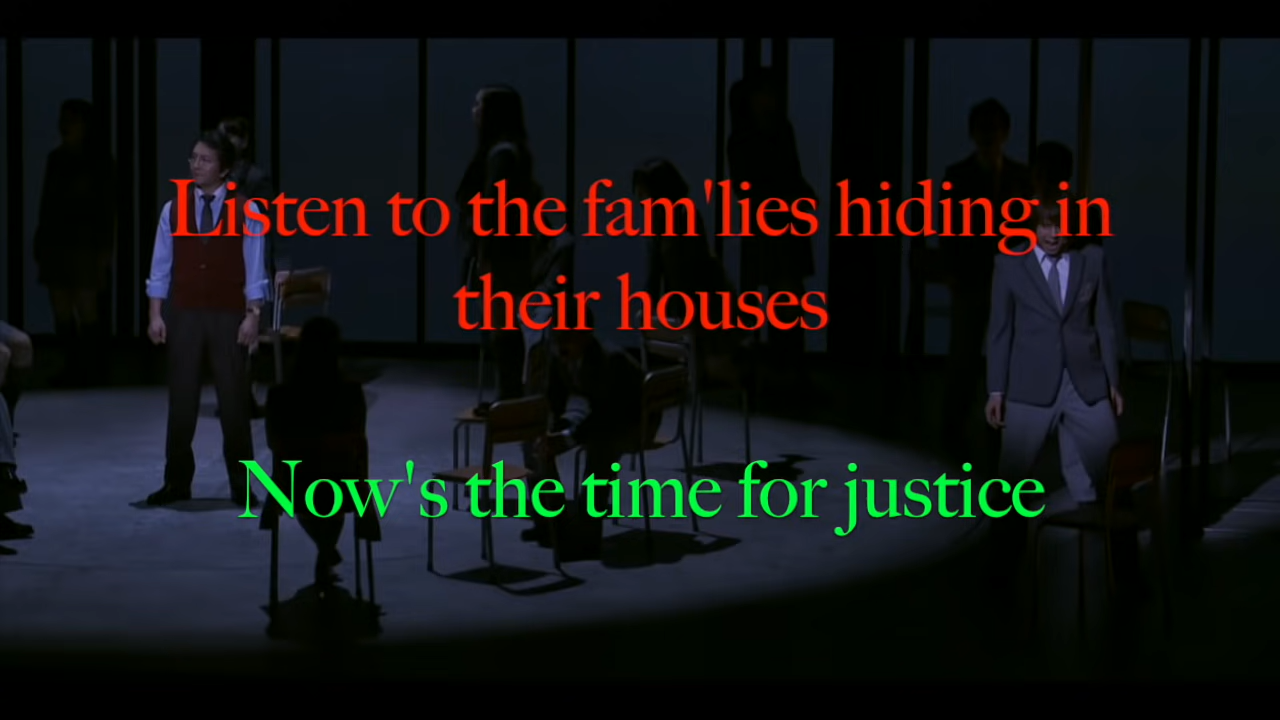 Listen to the fam'lies hiding in
their houses
Now's the time for justice